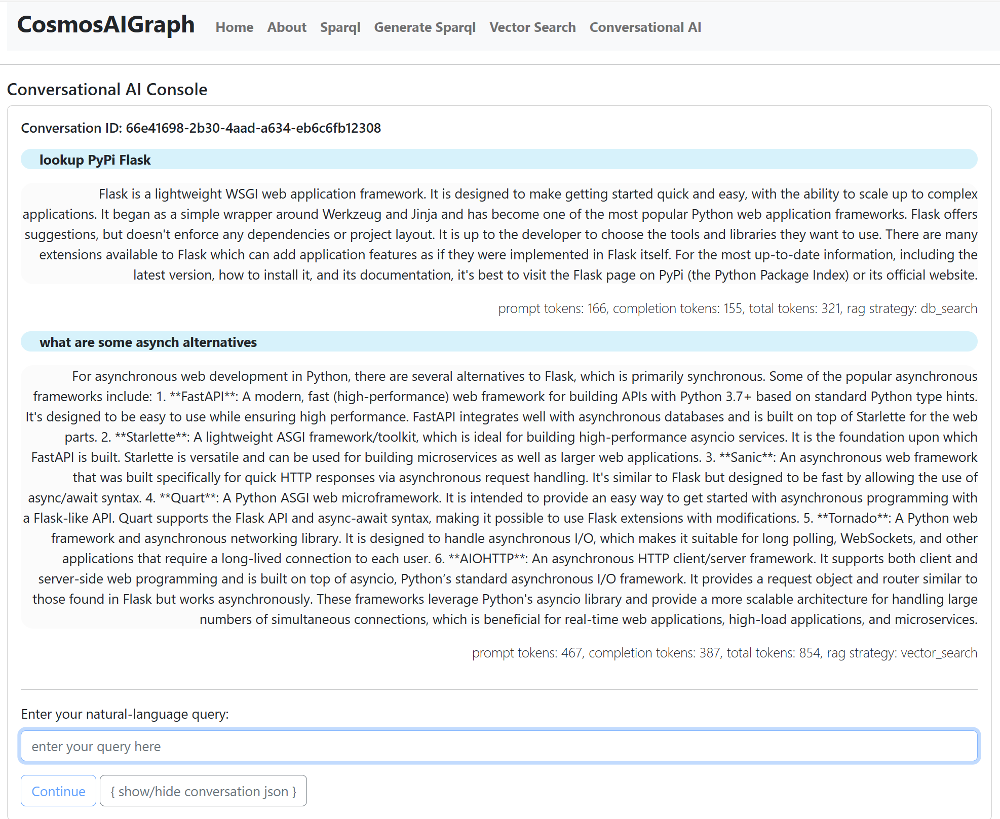 CosmosAIGraph Home About Sparql Generate Sparql Vector Search Conversational AI
Conversational AI Console
Conversation ID: 66e41698-2b30-4aad-a634-eb6c6fb12308
lookup PyPi Flask
Flask is a lightweight WSGI web application framework. It is designed to make getting started quick and easy, with the ability to scale up to complex
applications. It began as a simple wrapper around Werkzeug and Jinja and has become one of the most popular Python web application frameworks. Flask offers
suggestions, but doesn't enforce any dependencies or project layout. It is up to the developer to choose the tools and libraries they want to use. There are many
extensions available to Flask which can add application features as if they were implemented in Flask itself. For the most up-to-date information, including the
latest version, how to install it, and its documentation, it's best to visit the Flask page on PyPi (the Python Package Index) or its official website.
prompt tokens: 166, completion tokens: 155, total tokens: 321, rag strategy: db_search
what are some asynch alternatives
For asynchronous web development in Python, there are several alternatives to Flask, which is primarily synchronous. Some of the popular asynchronous
frameworks include: 1. **FastAPI**: A modern, fast (high-performance) web framework for building APIs with Python 3.7+ based on standard Python type hints.
It's designed to be easy to use while ensuring high performance. FastAPI integrates well with asynchronous databases and is built on top of Starlette for the web
parts. 2. **Starlette**: A lightweight ASGI framework/toolkit, which is ideal for building high-performance asyncio services. It is the foundation upon which
FastAPI is built. Starlette is versatile and can be used for building microservices as well as larger web applications. 3. **Sanic**: An asynchronous web framework
that was built specifically for quick HTTP responses via asynchronous request handling. It's similar to Flask but designed to be fast by allowing the use of
async/await syntax. 4. **Quart**: A Python ASGI web microframework. It is intended to provide an easy way to get started with asynchronous programming with
a Flask-like API. Quart supports the Flask API and async-await syntax, making it possible to use Flask extensions with modifications. 5. **Tornado**: A Python web
framework and asynchronous networking library. It is designed to handle asynchronous I/O, which makes it suitable for long polling, WebSockets, and other
applications that require a long-lived connection to each user. 6. **AIOHTTP**: An asynchronous HTTP client/server framework. It supports both client and
server-side web programming and is built on top of asyncio, Python’s standard asynchronous I/O framework. It provides a request object and router similar to
those found in Flask but works asynchronously. These frameworks leverage Python's asyncio library and provide a more scalable architecture for handling large
numbers of simultaneous connections, which is beneficial for real-time web applications, high-load applications, and microservices.
prompt tokens: 467, completion tokens: 387, total tokens: 854, rag strategy: vector_search
Enter your natural-language query:
enter your query here
Continue { show/hide conversation json }